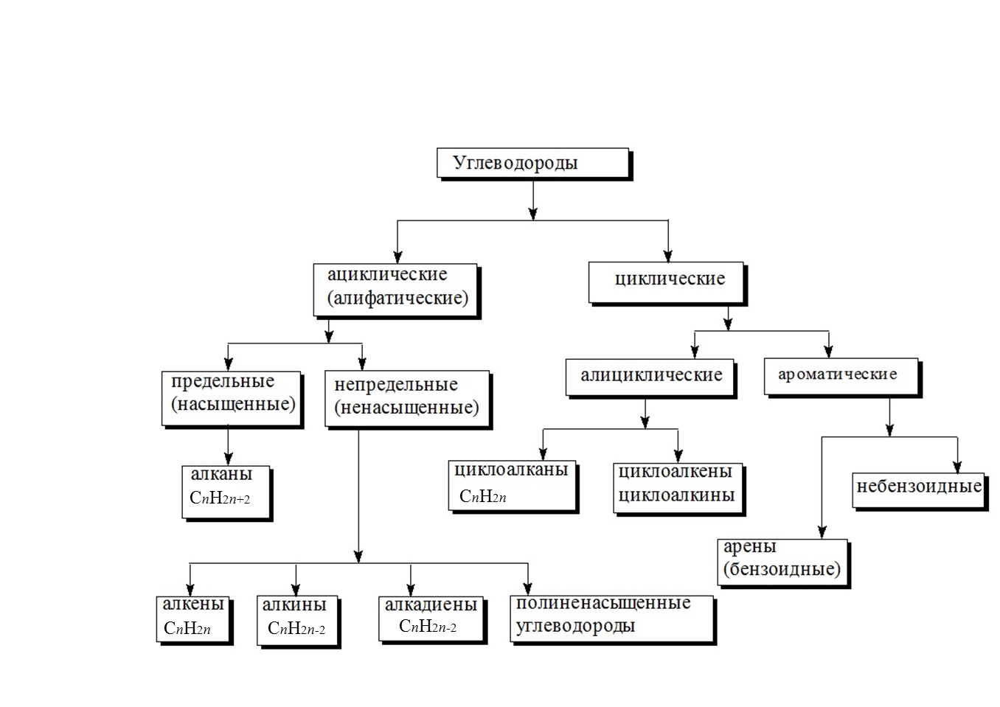 Углеводороды
ациклические
(алифатические)
циклические
предельные
(насыщенные)
непредельные
(ненасыщенные)
алициклические
ароматические
алканы
CnH2n+2
циклоалканы
CnH2n
циклоалкены
циклоалкины
небензоидные
арены
(бензоидные)
алкены
CnH2n
алкины
CnH2n-2
алкадиены
CnH2n-2
полиненасыщенные
углеводороды